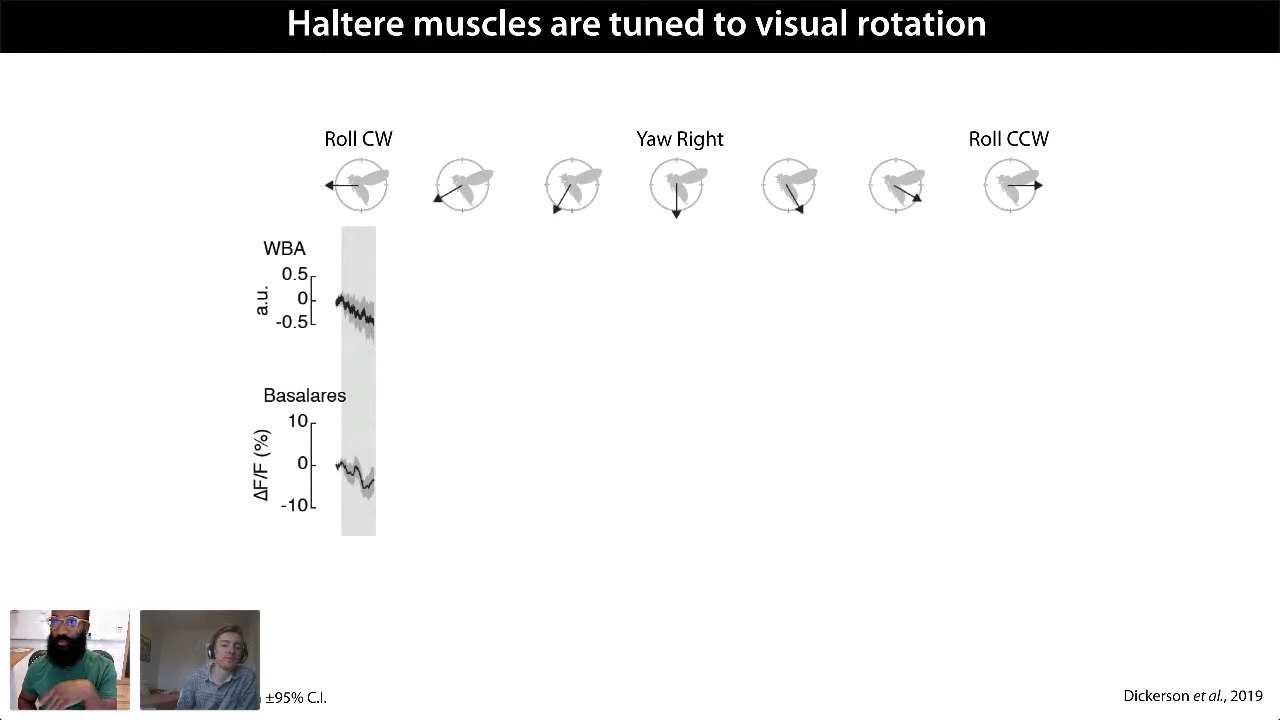 Haltere muscles are tuned to visual rotation
Roll CW
Yaw Right
Roll CCW
WBA
0.5
0
-0.5
a.u.
Basalares
10
0
-10
ΔF/F (%)
±95% C.I.
Dickerson et al., 2019